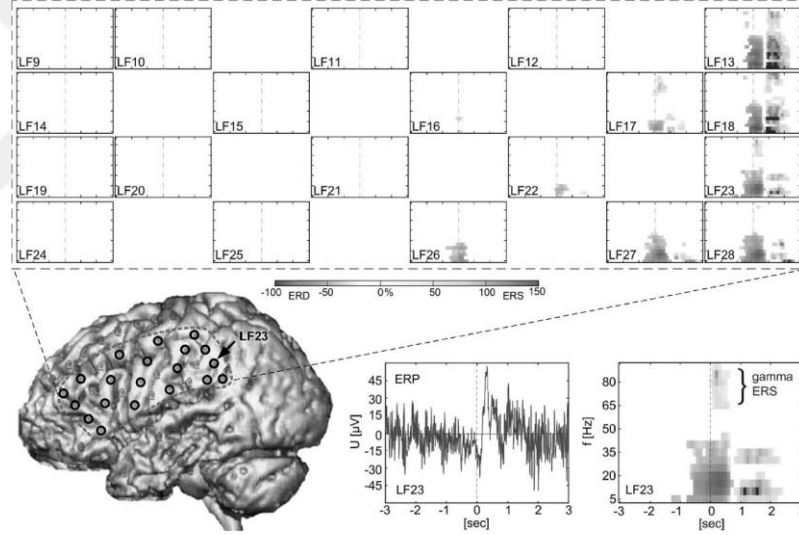 LF9 LF10 LF11 LF12 LF13
LF14 LF15 LF16 LF17 LF18
LF19 LF20 LF21 LF22 LF23
LF24 LF25 LF26 LF27 LF28
-100 -50 0% 100 150
ERD ERS
LF23
ERP
45
30
15
0
-15
-30
-45
U [µV]
LF23
-3 -2 -1 0 1 2 3
[sec]
gamma
ERS
80
65
50
35
20
5
f [Hz]
LF23
-3 -2 -1 0 1 2 3
[sec]